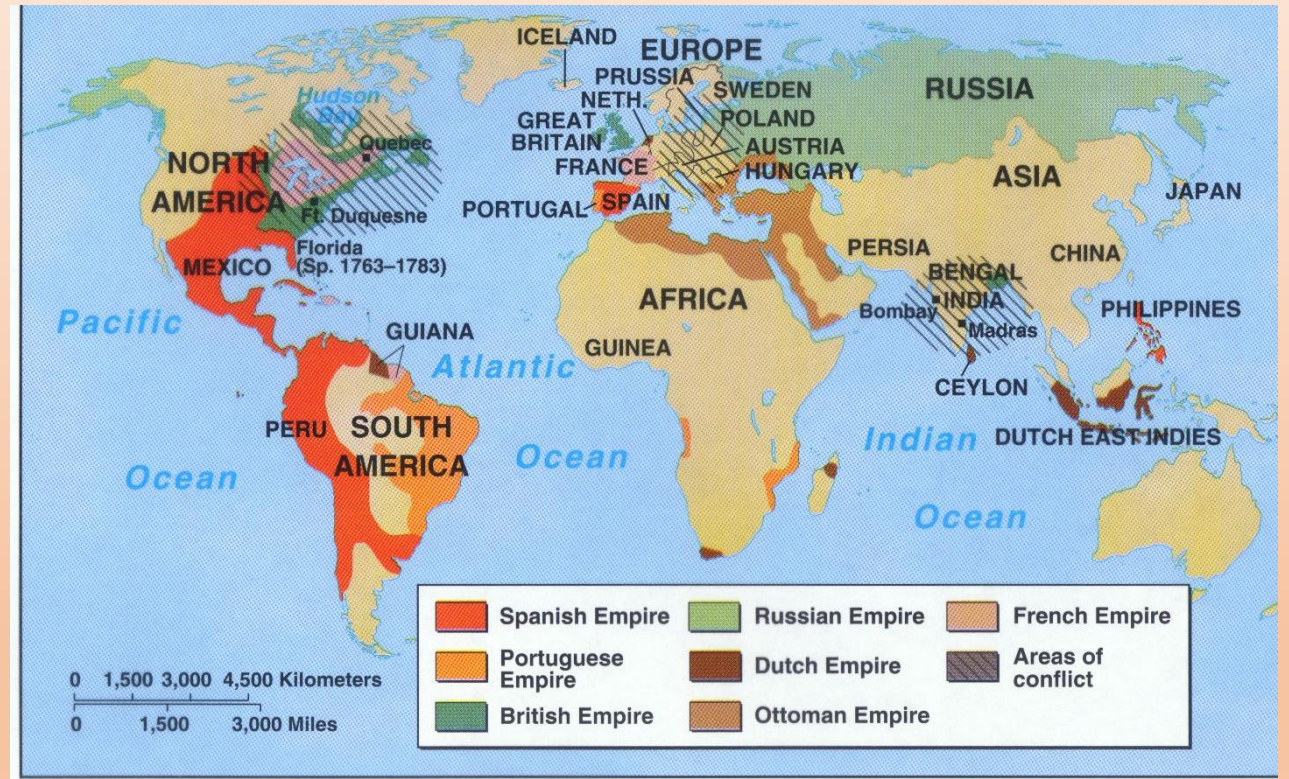 ICELAND
EUROPE
PRUSSIA
NETH.
SWEDEN
RUSSIA
Hudson
Bay
GREAT
BRITAIN
POLAND
Quebec
AUSTRIA
NORTH
AMERICA
FRANCE
HUNGARY
ASIA
JAPAN
Ft. Duquesne
PORTUGAL
SPAIN
Florida
(Sp. 1763–1783)
MEXICO
PERSIA
CHINA
BENGAL
AFRICA
INDIA
Bombay
PHILIPPINES
Pacific
GUIANA
Madras
GUINEA
Atlantic
CEYLON
PERU
SOUTH
AMERICA
Indian
DUTCH EAST INDIES
Ocean
Ocean
Ocean
Spanish Empire
Russian Empire
French Empire
Portuguese
Empire
Dutch Empire
Areas of
conflict
British Empire
Ottoman Empire
0 1,500 3,000 4,500 Kilometers
0 1,500 3,000 Miles